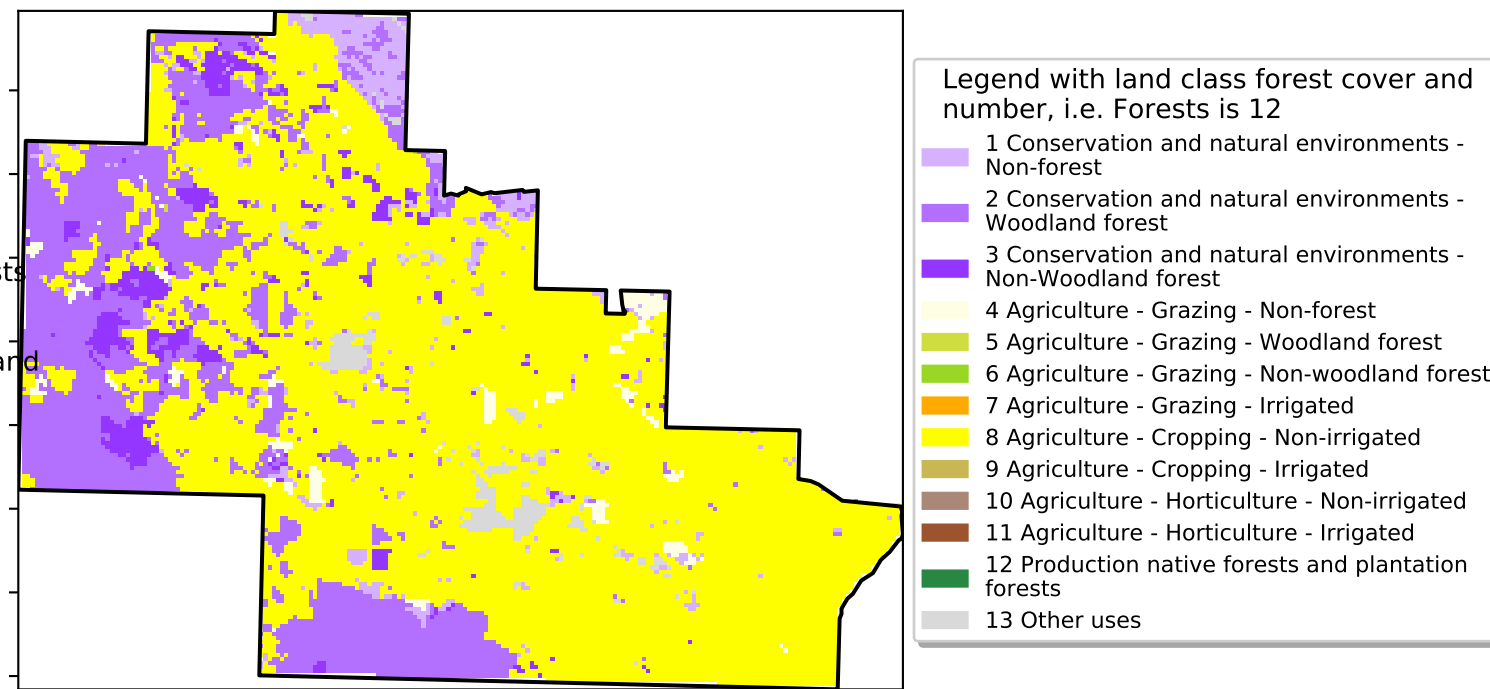 sts
and
Legend with land class forest cover and
number, i.e. Forests is 12
1 Conservation and natural environments -
Non-forest
2 Conservation and natural environments -
Woodland forest
3 Conservation and natural environments -
Non-Woodland forest
4 Agriculture - Grazing - Non-forest
5 Agriculture - Grazing - Woodland forest
6 Agriculture - Grazing - Non-woodland forest
7 Agriculture - Grazing - Irrigated
8 Agriculture - Cropping - Non-irrigated
9 Agriculture - Cropping - Irrigated
10 Agriculture - Horticulture - Non-irrigated
11 Agriculture - Horticulture - Irrigated
12 Production native forests and plantation
forests
13 Other uses